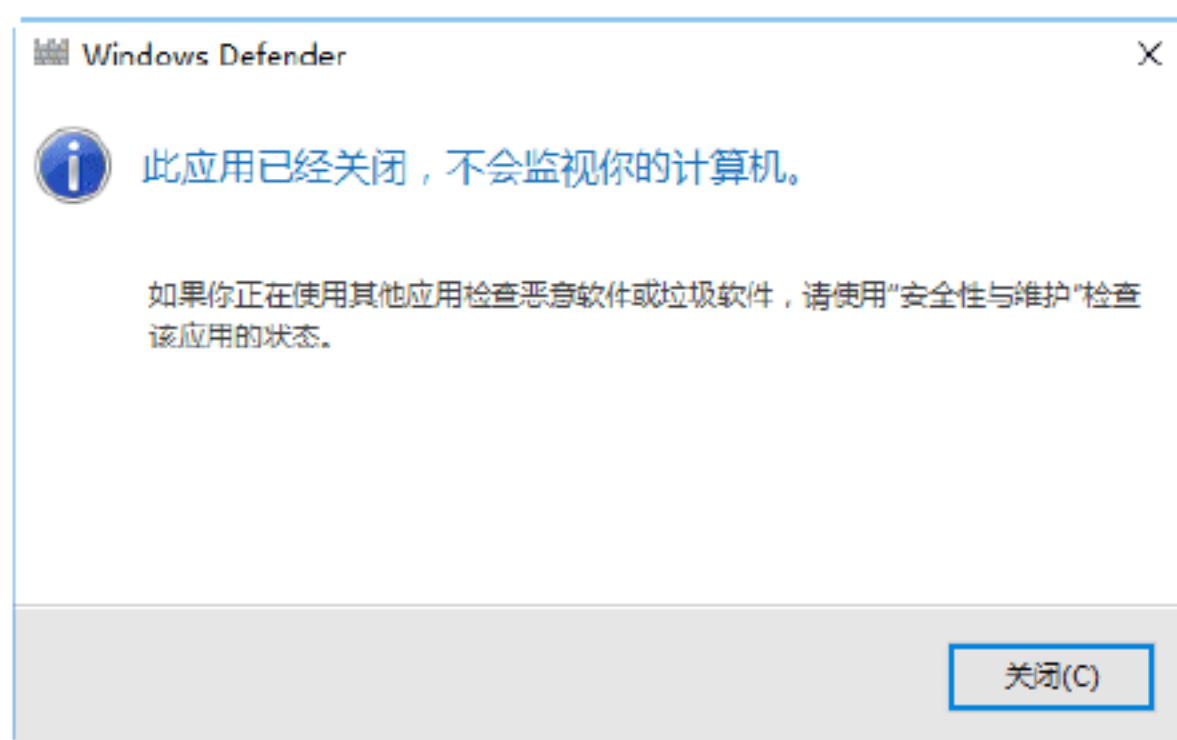 Windows Defender
此应用已经关闭，不会监视你的计算机。
如果你正在使用其他应用检查恶意软件或垃圾软件，请使用"安全性与维护"检查
该应用的状态。
关闭(C)